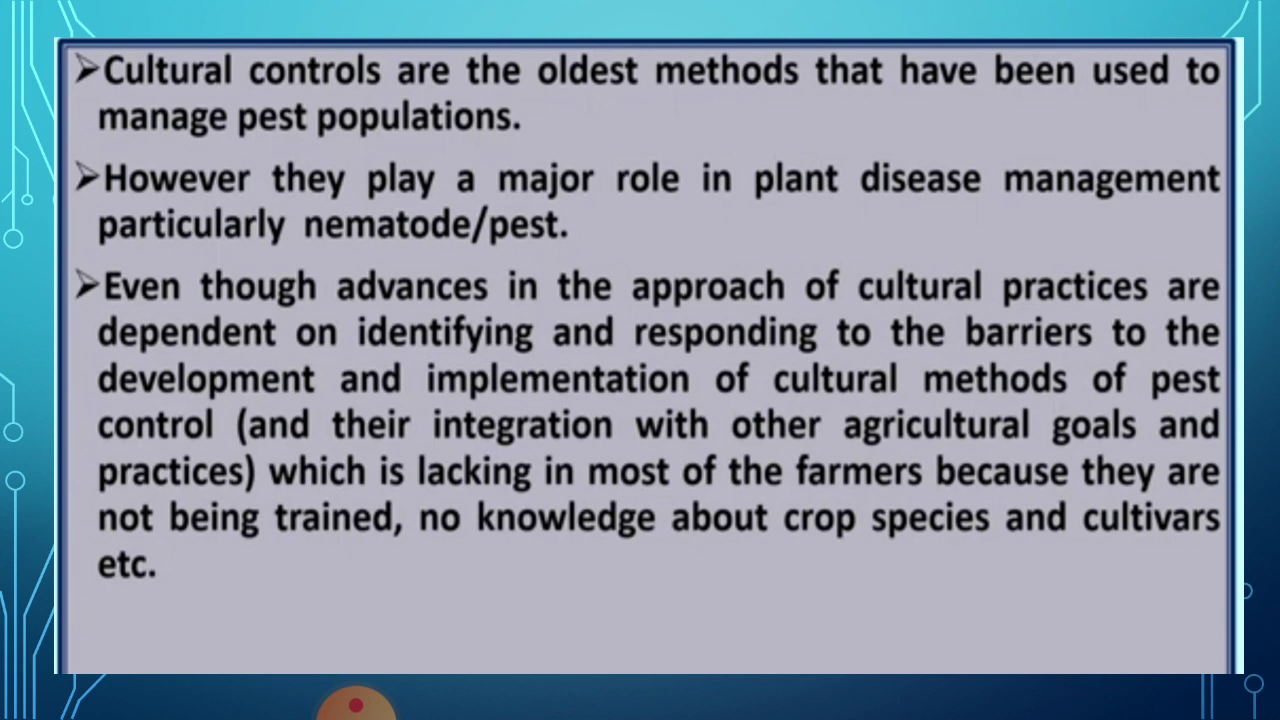 ➢Cultural controls are the oldest methods that have been used to
manage pest populations.
➢However they play a major role in plant disease management
particularly nematode/pest.
➢Even though advances in the approach of cultural practices are
dependent on identifying and responding to the barriers to the
development and implementation of cultural methods of pest
control (and their integration with other agricultural goals and
practices) which is lacking in most of the farmers because they are
not being trained, no knowledge about crop species and cultivars
etc.